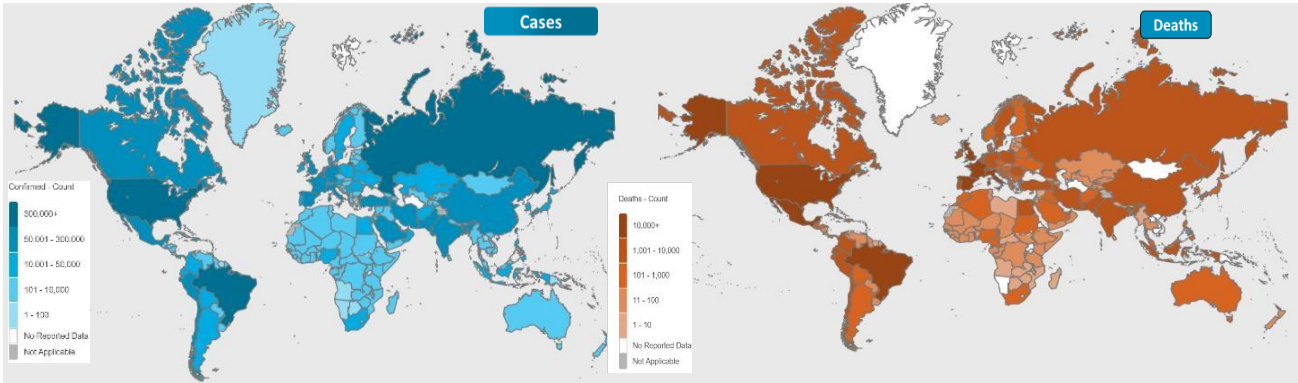 Cases
Confirmed - Count
300,000+
50.001 - 300,000
10.001 - 50,000
101 - 10,000
1 - 100
No Reported Data
Not Applicable
Deaths
Deaths - Count
10,000+
1,001 - 10,000
101 - 1,000
11 - 100
1 - 10
No Reported Data
Not Applicable